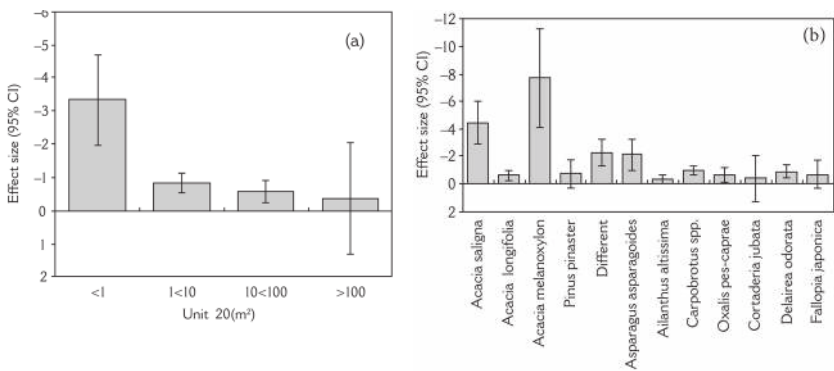 (a)
Effect size (95% CI)
–6
–5
–4
–3
–2
–1
0
1
2
<1
1<10
10<100
>100
Unit 20(m²)
(b)
Effect size (95% CI)
–12
–10
–8
–6
–4
–2
0
2
Acacia saligna
Acacia longifolia
Acacia melanoxylon
Pinus pinaster
Different
Asparagus asparagoides
Ailanthus altissima
Carpobrotus spp.
Oxalis pes-caprae
Cortaderia jubata
Delairea odorata
Fallopia japonica